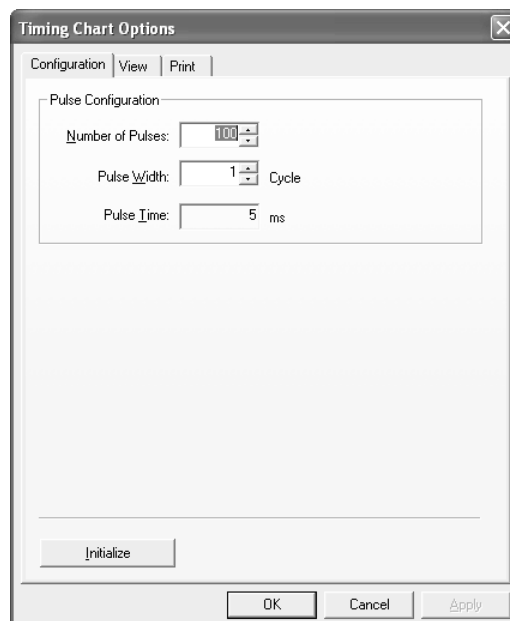 Timing Chart Options
Configuration View Print
Pulse Configuration
Number of Pulses: 100
Pulse Width: 1 Cycle
Pulse Time: 5 ms
Initialize
OK Cancel Apply